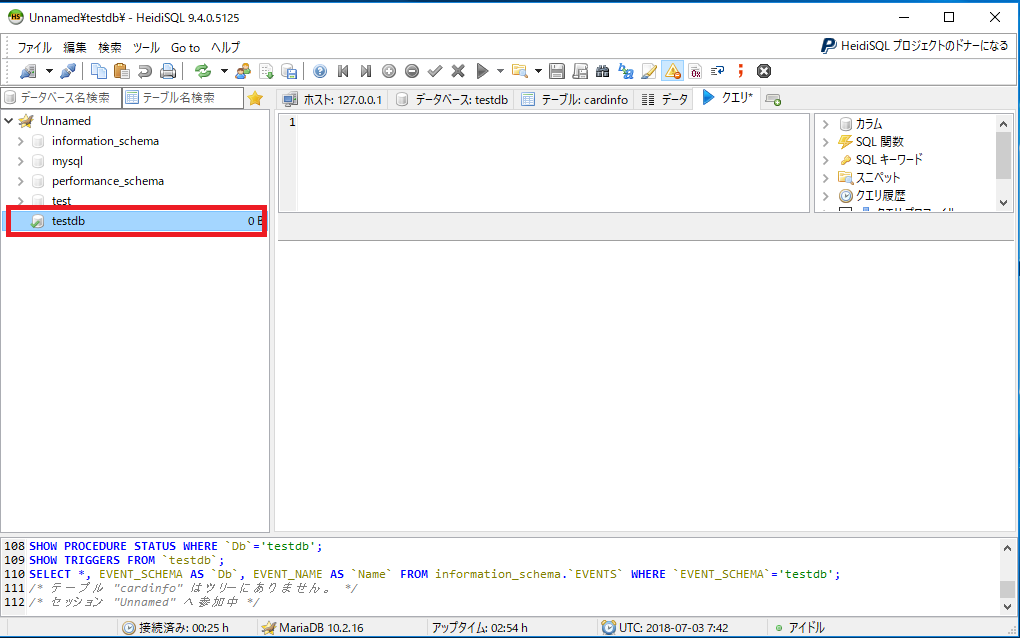 Unnamed¥testdb¥ - HeidiSQL 9.4.0.5125
ファイル 編集 検索 ツール Go to ヘルプ
HeidiSQL プロジェクトのドナーになる
データベース名検索 テーブル名検索
ホスト: 127.0.0.1 データベース: testdb テーブル: cardinfo データ クエリ*
Unnamed
information_schema
mysql
performance_schema
test
testdb 0 B
1
カラム
SQL 関数
SQL キーワード
スニペット
クエリ履歴
クエリプロファイル
108 SHOW PROCEDURE STATUS WHERE `Db`='testdb';
109 SHOW TRIGGERS FROM `testdb`;
110 SELECT *, EVENT_SCHEMA AS `Db`, EVENT_NAME AS `Name` FROM information_schema.`EVENTS` WHERE `EVENT_SCHEMA`='testdb';
111 /* テーブル "cardinfo" はツリーにありません。 */
112 /* セッション "Unnamed" へ参加中 */
接続済み: 00:25 h MariaDB 10.2.16 アップタイム: 02:54 h UTC: 2018-07-03 7:42 アイドル